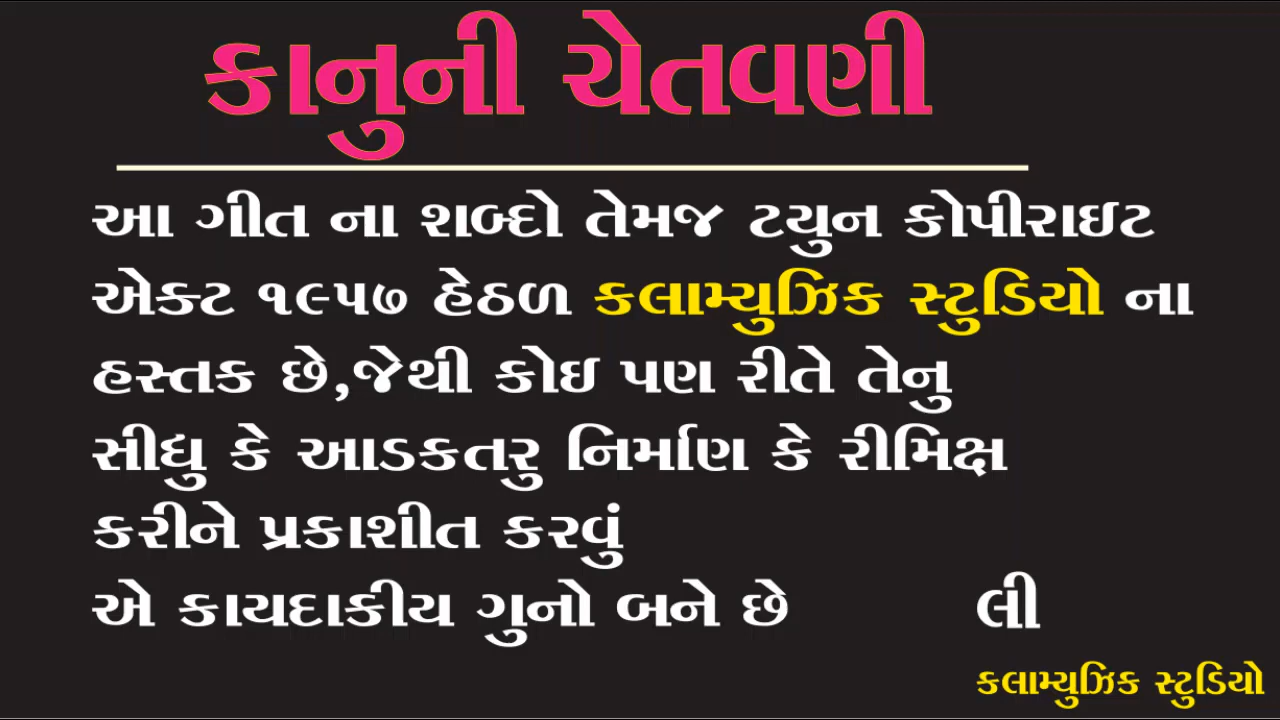 કાનુની ચેતવણી
આ ગીત ના શબ્દો તેમજ ટયુન કોપીરાઇટ
એક્ટ ૧૯૫૭ હેઠળ કલામ્યુઝિક સ્ટુડિયો ના
હસ્તક છે,જેથી કોઇ પણ રીતે તેનુ
સીધુ કે આડકતરુ નિર્માણ કે રીમિક્ષ
કરીને પ્રકાશીત કરવું
એ કાયદાકીય ગુનો બને છે લી
કલામ્યુઝિક સ્ટુડિયો